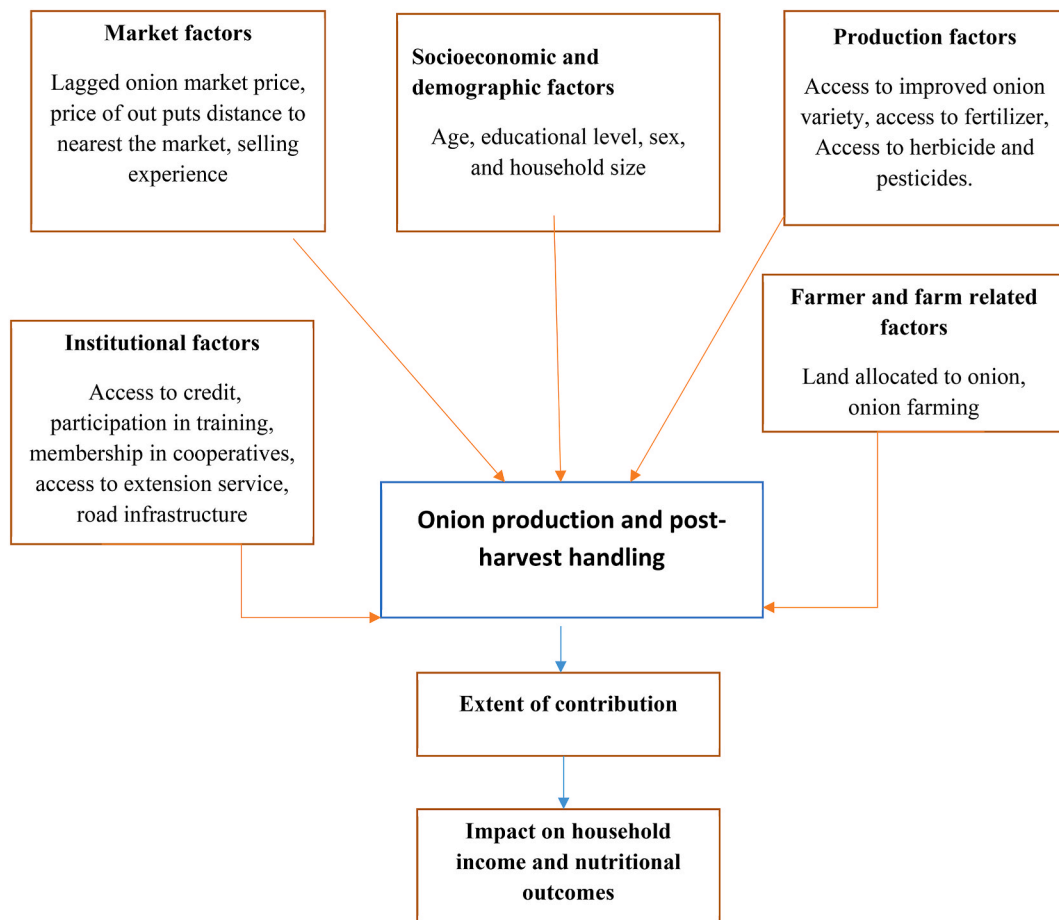 Market factors
Lagged onion market price,
price of out puts distance to
nearest the market, selling
experience
Socioeconomic and
demographic factors
Age, educational level, sex,
and household size
Production factors
Access to improved onion
variety, access to fertilizer,
Access to herbicide and
pesticides.
Institutional factors
Access to credit,
participation in training,
membership in cooperatives,
access to extension service,
road infrastructure
Farmer and farm related
factors
Land allocated to onion,
onion farming
Onion production and post-
harvest handling
Extent of contribution
Impact on household
income and nutritional
outcomes